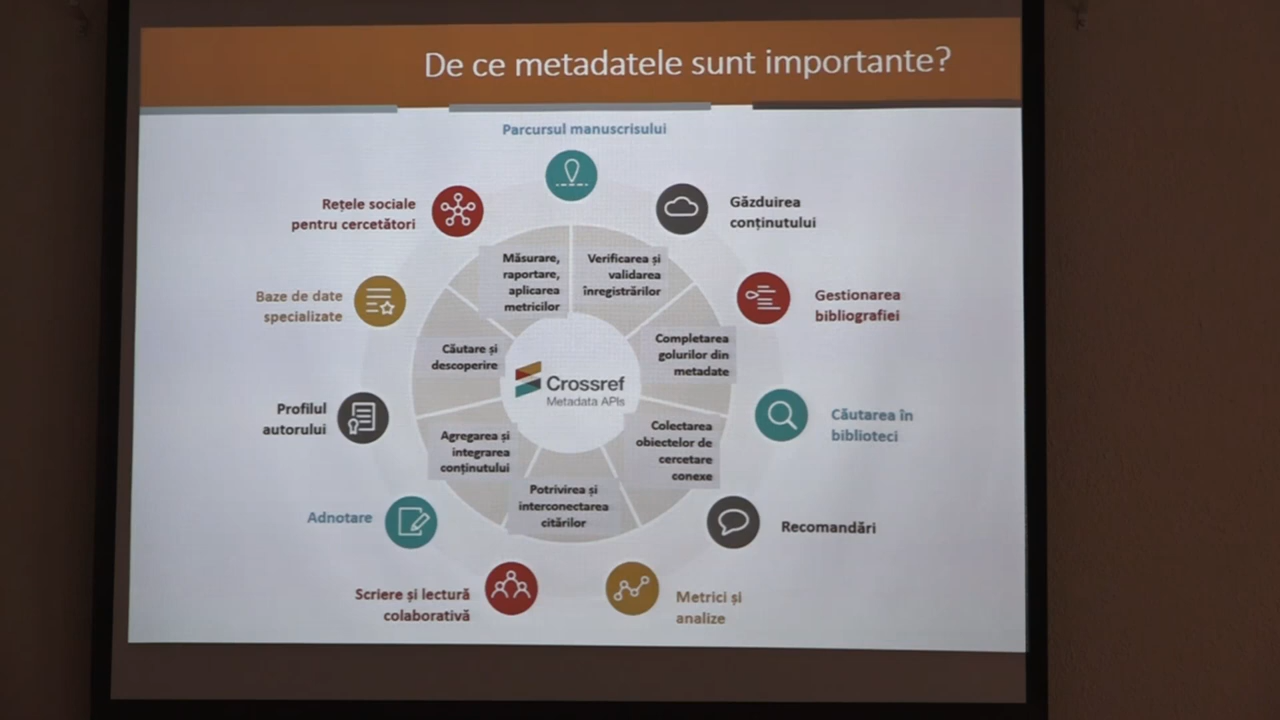 De ce metadatele sunt importante?
Parcursul manuscrisului
Rețele sociale
pentru cercetători
Găzduirea
conținutului
Măsurare,
raportare,
aplicarea
metricilor
Verificarea și
validarea
înregistrărilor
Baze de date
specializate
Gestionarea
bibliografiei
Căutare și
descoperire
Completarea
golurilor din
metadate
Crossref
Metadata APIs
Profilul
autorului
Căutarea în
biblioteci
Agregarea și
integrarea
conținutului
Colectarea
obiectelor de
cercetare
conexe
Potrivirea și
interconectarea
citărilor
Adnotare
Recomandări
Scriere și lectură
colaborativă
Metrici și
analize